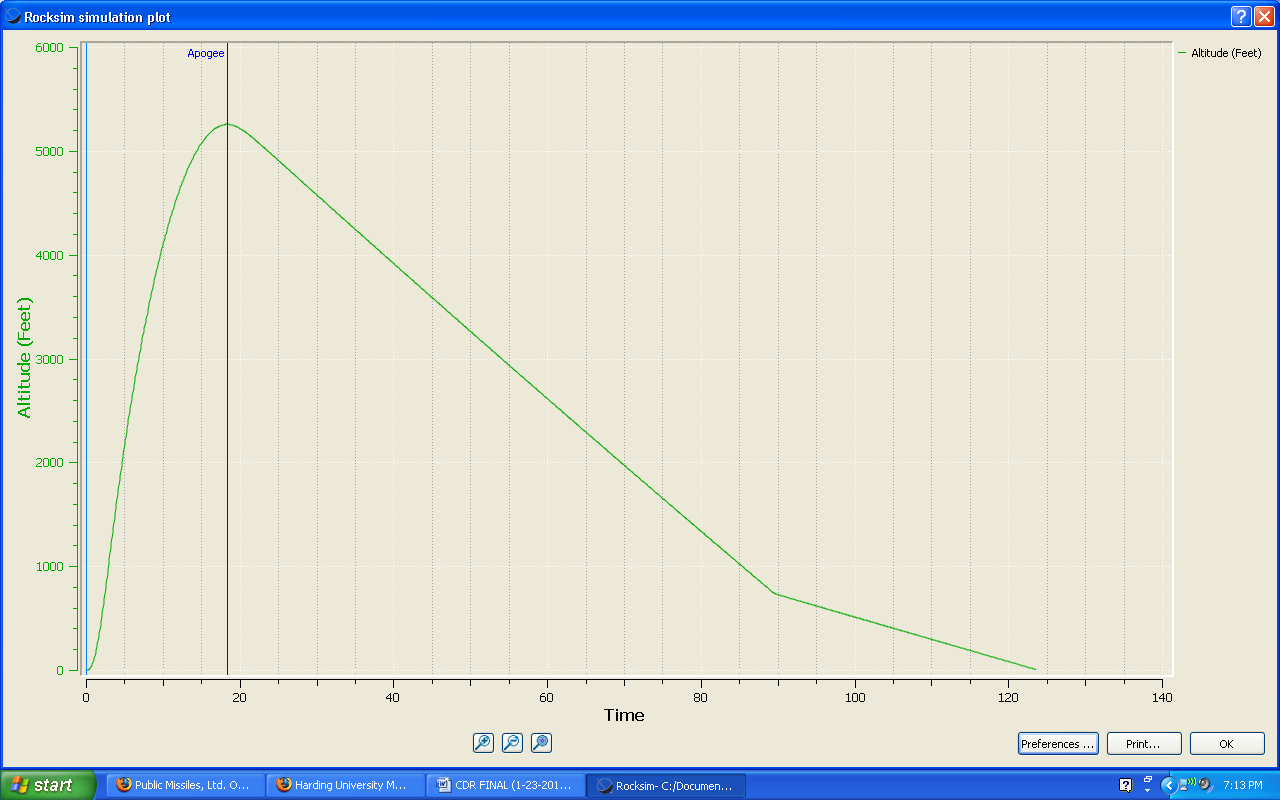 Rocksim simulation plot
Apogee
Altitude (Feet)
6000
5000
4000
3000
2000
1000
0
Altitude (Feet)
0 20 40 60 80 100 120 140
Time
Preferences ... Print... OK
start Public Missiles, Ltd. O... Harding University M... CDR FINAL (1-23-201... Rocksim- C:/Documen... 7:13 PM